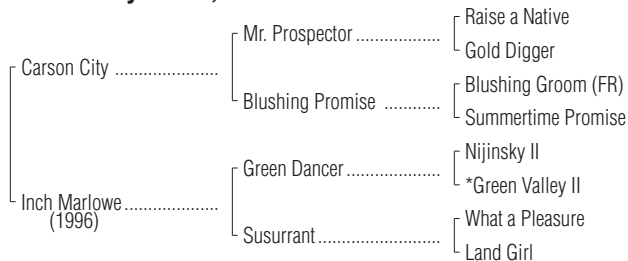 Raise a Native
Mr. Prospector ..................
Gold Digger
Carson City ......................
Blushing Groom (FR)
Blushing Promise ............
Summertime Promise
Nijinsky II
Green Dancer....................
*Green Valley II
Inch Marlowe....................
(1996)
What a Pleasure
Susurrant..........................
Land Girl